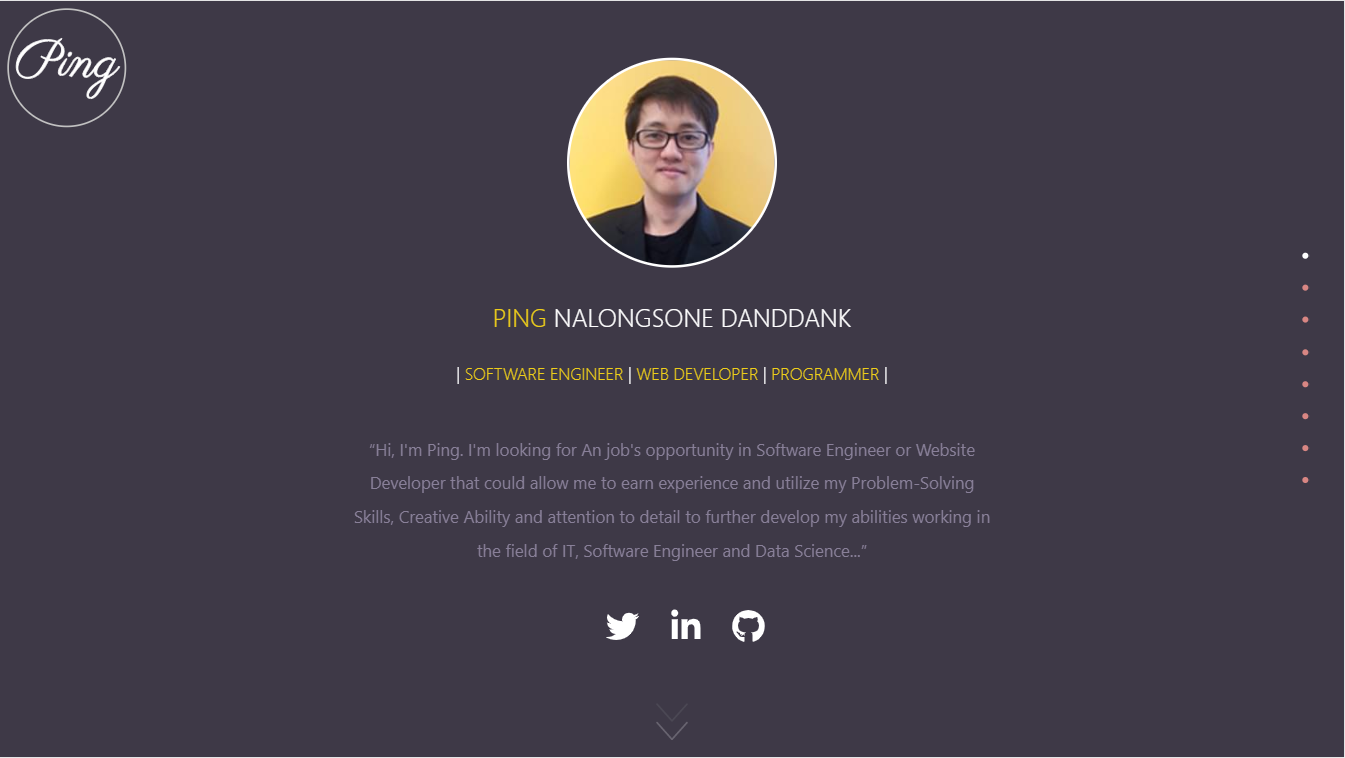 Ping
PING NALONGSONE DANDDANK
| SOFTWARE ENGINEER | WEB DEVELOPER | PROGRAMMER |
“Hi, I'm Ping. I'm looking for An job's opportunity in Software Engineer or Website
Developer that could allow me to earn experience and utilize my Problem-Solving
Skills, Creative Ability and attention to detail to further develop my abilities working in
the field of IT, Software Engineer and Data Science...”
in